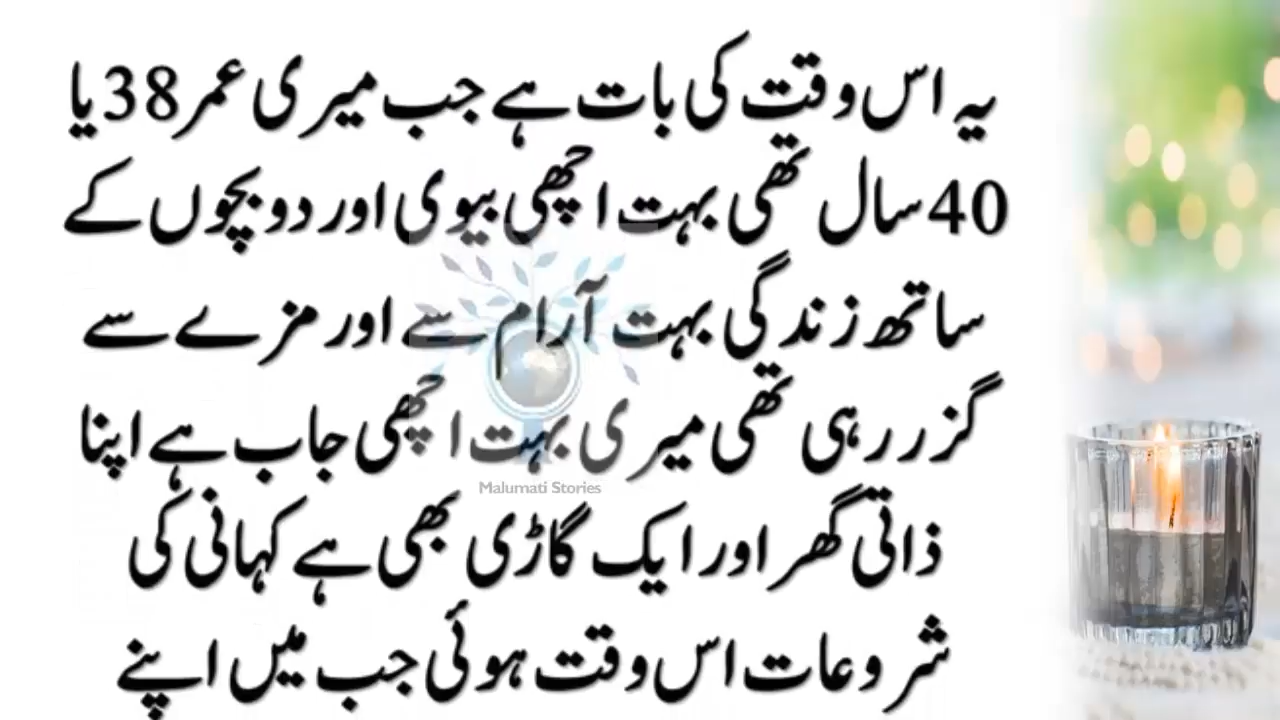 یہ اس وقت کی بات ہے جب میری عمر 38 یا
40 سال تھی بہت اچھی بیوی اور دو بچوں کے
ساتھ زندگی بہت آرام سے اور مزے سے
گزر رہی تھی میری بہت اچھی جاب ہے اپنا
ذاتی گھر اور ایک گاڑی بھی ہے کہانی کی
شروعات اس وقت ہوئی جب میں اپنے
Malumati Stories